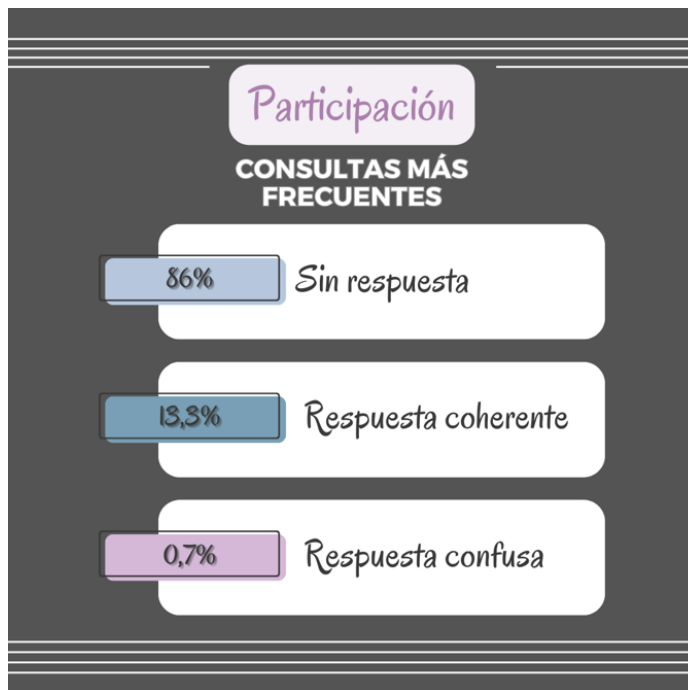 Participación
CONSULTAS MÁS
FRECUENTES
86% Sin respuesta
13,3% Respuesta coherente
0,7% Respuesta confusa